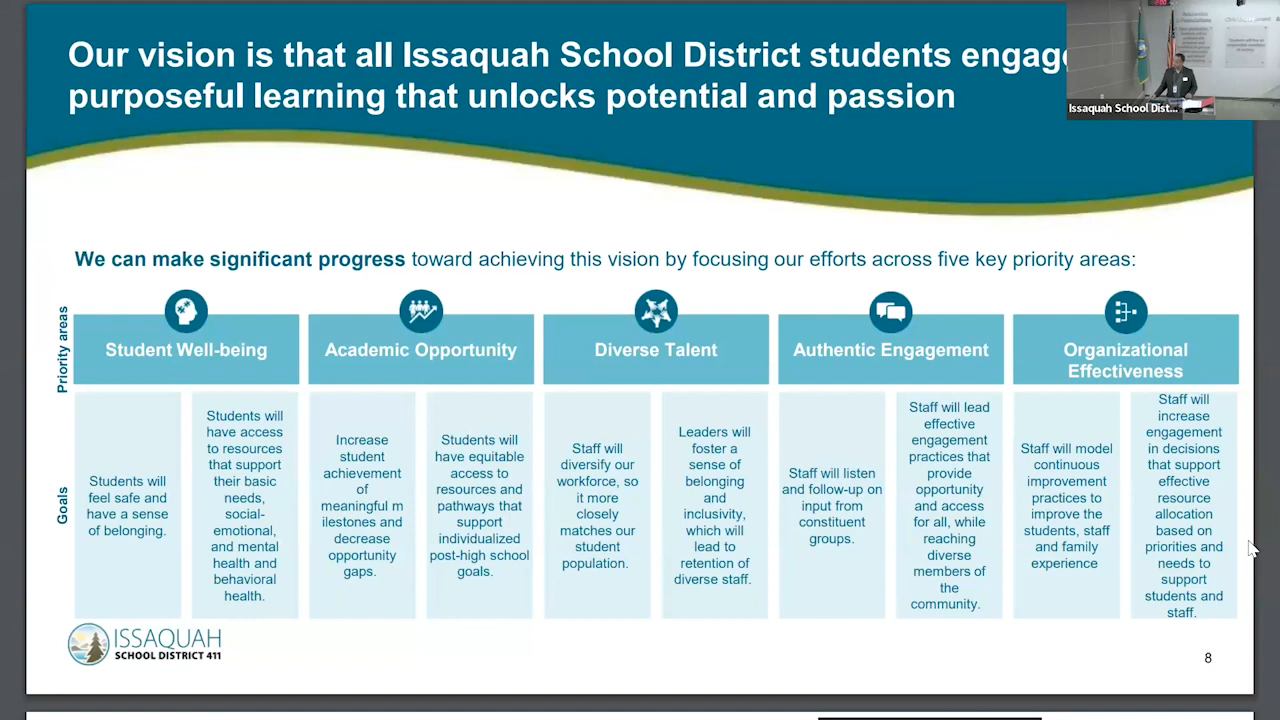 Our vision is that all Issaquah School District students engage
purposeful learning that unlocks potential and passion
Issaquah School Dist...
We can make significant progress toward achieving this vision by focusing our efforts across five key priority areas:
Priority areas
Student Well-being
Academic Opportunity
Diverse Talent
Authentic Engagement
Organizational
Effectiveness
Goals
Students will
feel safe and
have a sense
of belonging.
Students will
have access
to resources
that support
their basic
needs,
social-
emotional,
and mental
health and
behavioral
health.
Increase
student
achievement
of
meaningful m
ilestones and
decrease
opportunity
gaps.
Students will
have equitable
access to
resources and
pathways that
support
individualized
post-high school
goals.
Staff will
diversify our
workforce, so
it more
closely
matches our
student
population.
Leaders will
foster a
sense of
belonging
and
inclusivity,
which will
lead to
retention of
diverse staff.
Staff will listen
and follow-up on
input from
constituent
groups.
Staff will lead
effective
engagement
practices that
provide
opportunity
and access
for all, while
reaching
diverse
members of
the
community.
Staff will model
continuous
improvement
practices to
improve the
students, staff
and family
experience
Staff will
increase
engagement
in decisions
that support
effective
resource
allocation
based on
priorities and
needs to
support
students and
staff.
ISSAQUAH
SCHOOL DISTRICT 411
8